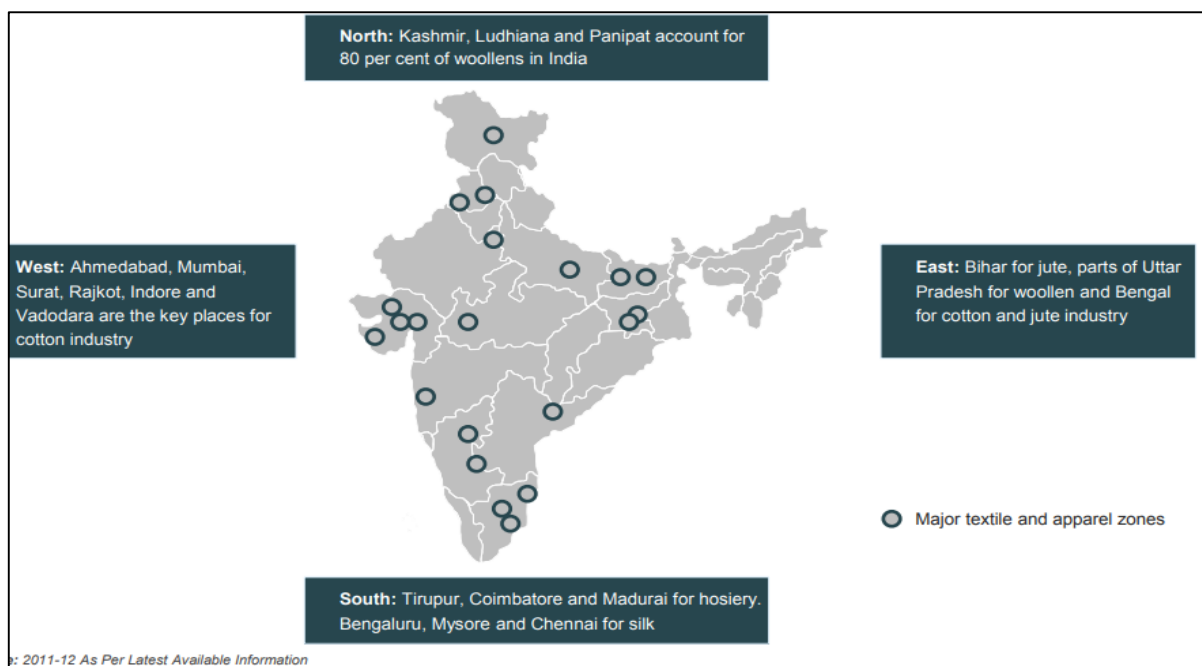 North: Kashmir, Ludhiana and Panipat account for
80 per cent of woollens in India
West: Ahmedabad, Mumbai,
Surat, Rajkot, Indore and
Vadodara are the key places for
cotton industry
East: Bihar for jute, parts of Uttar
Pradesh for woollen and Bengal
for cotton and jute industry
Major textile and apparel zones
South: Tirupur, Coimbatore and Madurai for hosiery.
Bengaluru, Mysore and Chennai for silk
e: 2011-12 As Per Latest Available Information